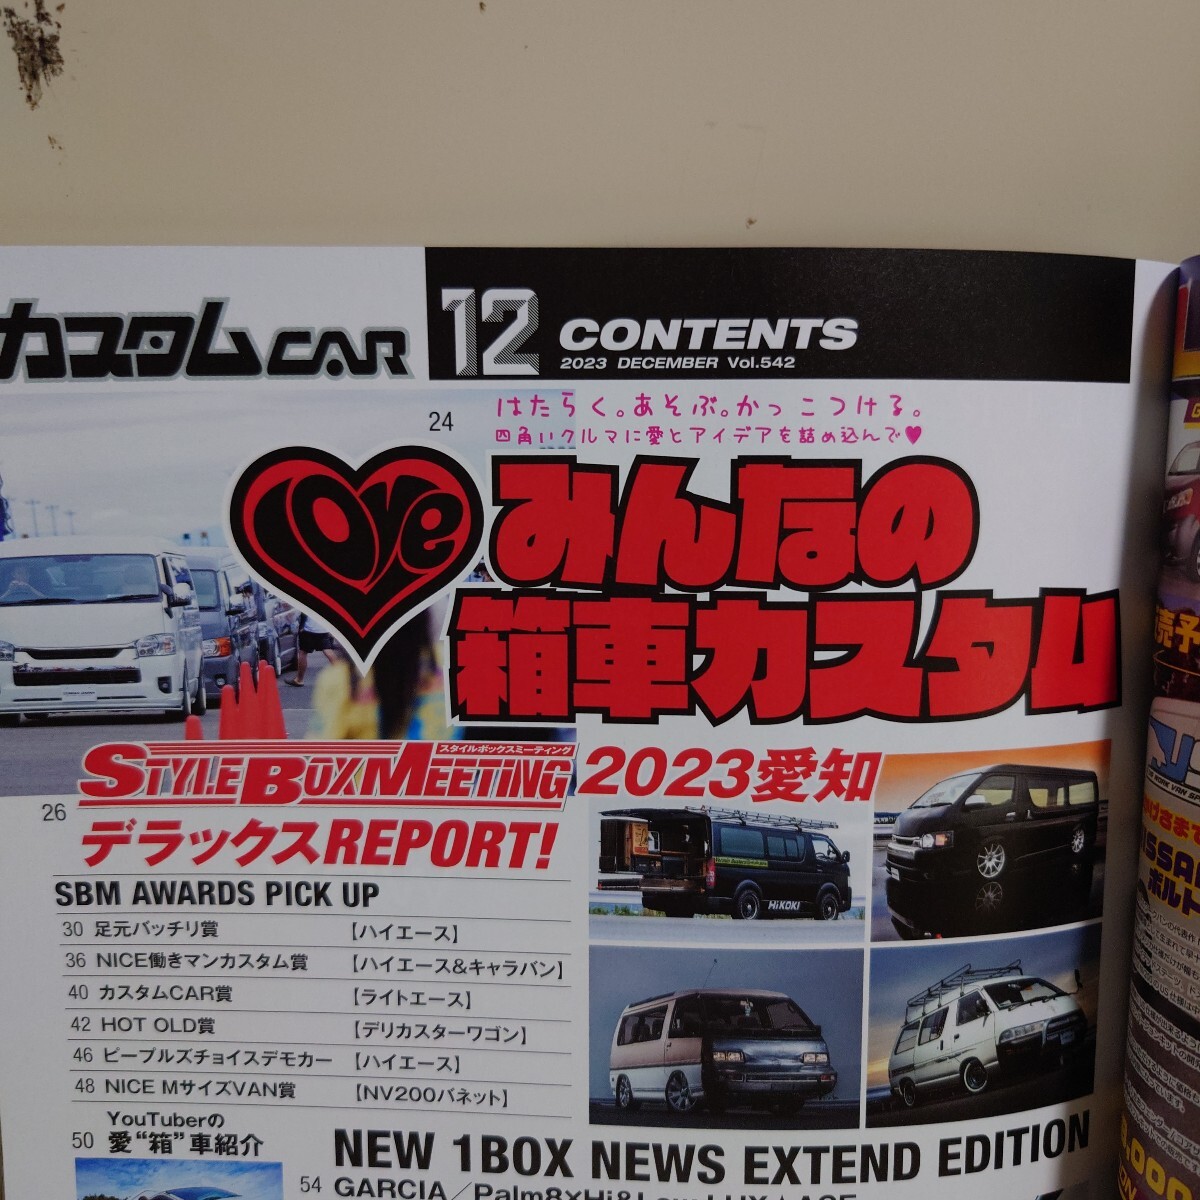 カスタムCAR
12 CONTENTS
2023 DECEMBER Vol.542
24
はたらく。あそぶ。かっこつける。
四角いクルマに愛とアイデアを詰め込んで♥
Love
みんなの
箱車カスタム
スタイルボックスミーティング
STYLE BOX MEETING 2023愛知
26
デラックスREPORT!
SBM AWARDS PICK UP
30 足元バッチリ賞 【ハイエース】
36 NICE働きマンカスタム賞 【ハイエース&キャラバン】
40 カスタムCAR賞 【ライトエース】
42 HOT OLD賞 【デリカスターワゴン】
46 ピープルズチョイスデモカー 【ハイエース】
48 NICE MサイズVAN賞 【NV200バネット】
HiKOKI
YouTuberの
50 愛“箱”車紹介
NEW 1BOX NEWS EXTEND EDITION
54 GARCIA／Palm8×Hi&Low LUX☆ACE